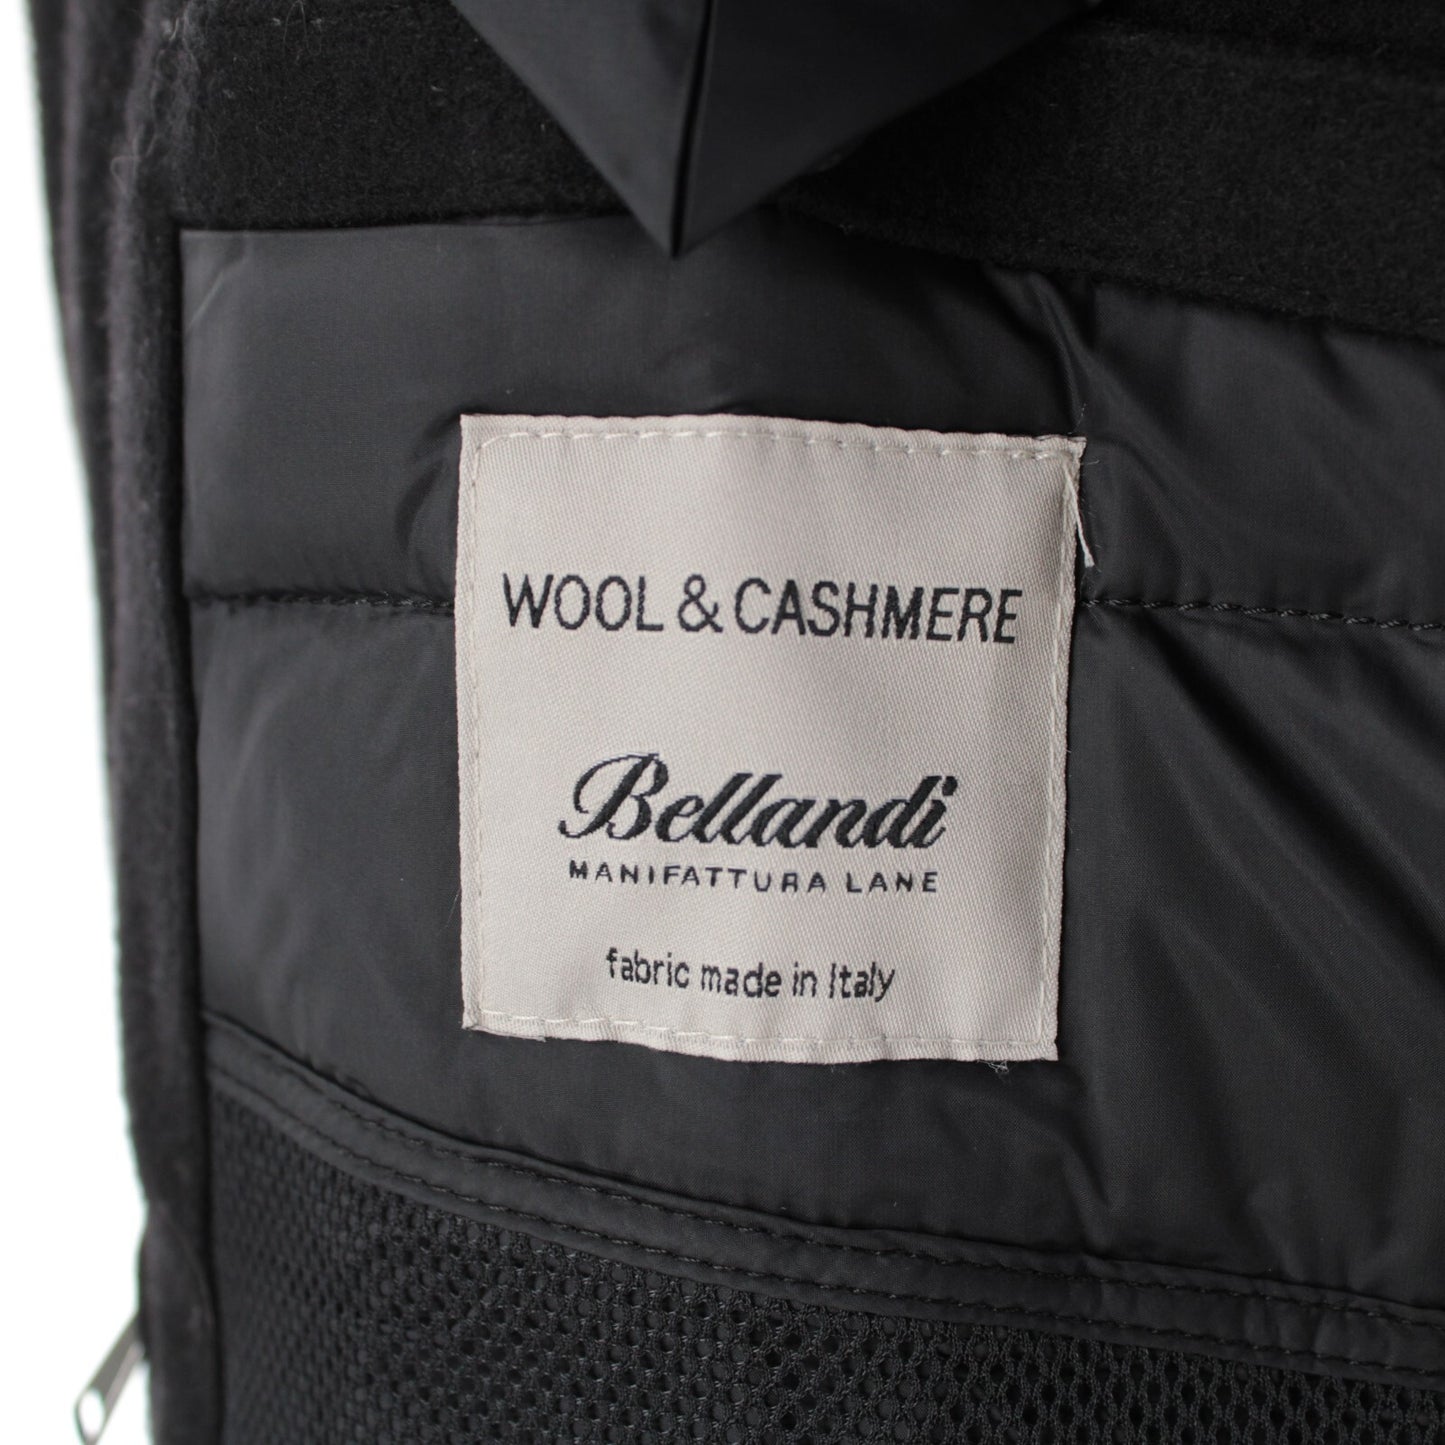 WOOL & CASHMERE
Bellandi
MANIFATTURA LANE
fabric made in Italy